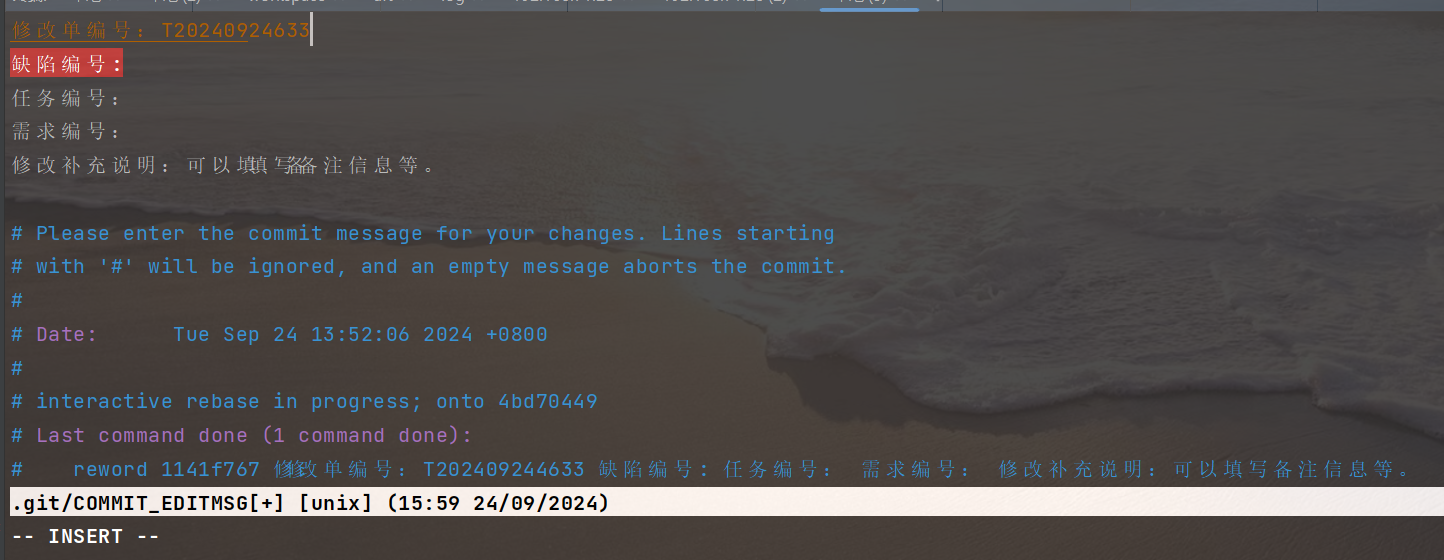 修改单编号: T20240924633
缺陷编号:
任务编号:
需求编号:
修改补充说明: 可以填写备注信息等。
# Please enter the commit message for your changes. Lines starting
# with '#' will be ignored, and an empty message aborts the commit.
#
# Date:      Tue Sep 24 13:52:06 2024 +0800
#
# interactive rebase in progress; onto 4bd70449
# Last command done (1 command done):
#    reword 1141f767 修改单编号: T202409244633 缺陷编号: 任务编号: 需求编号: 修改补充说明: 可以填写备注信息等。
.git/COMMIT_EDITMSG[+] [unix] (15:59 24/09/2024)
-- INSERT --